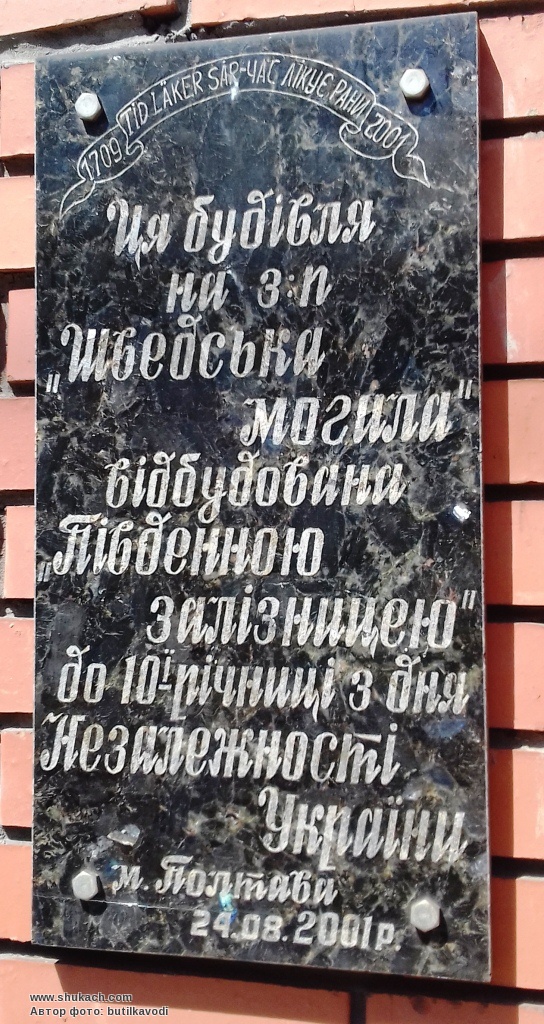 1709 TID LÄKER SÅR-ЧАС ЛІКУЄ РАНИ 2001
Ця будівля
на з:п
"Шведська
могила"
відбудована
"Південною
залізницею"
до 10ї річниці з дня
Незалежності
України
м. Полтава
24.08.2001р.
www.shukach.com
Автор фото: butilkavodi